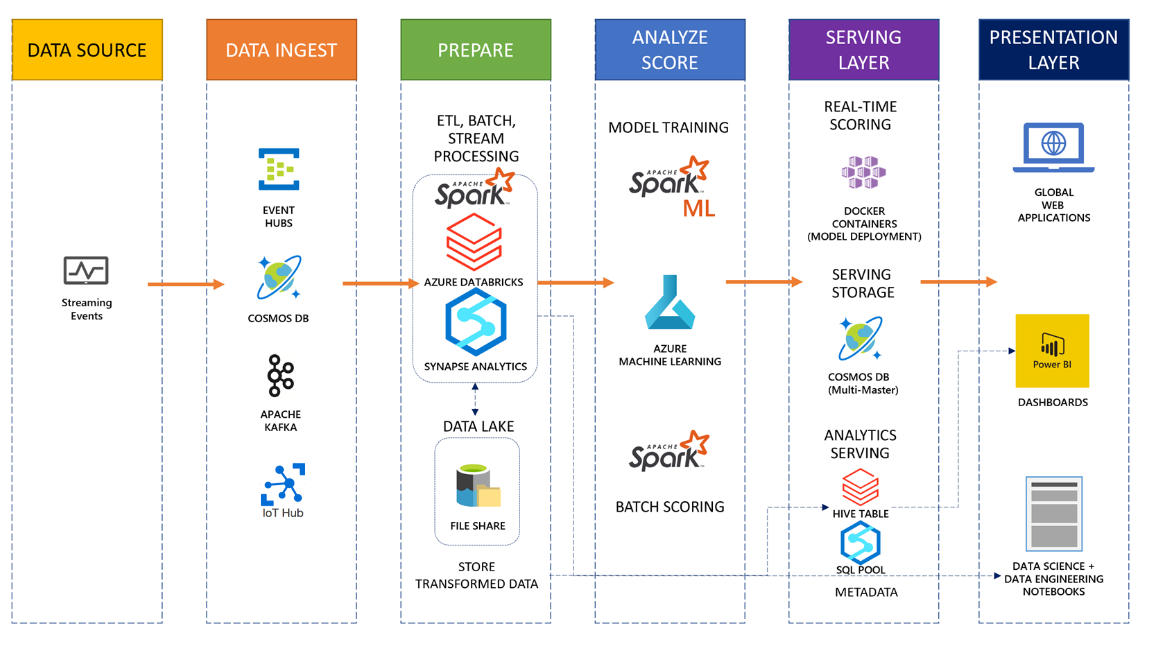 DATA SOURCE
Streaming
Events
DATA INGEST
EVENT
HUBS
COSMOS DB
APACHE
KAFKA
IoT Hub
PREPARE
ETL, BATCH,
STREAM
PROCESSING
APACHE
Spark
AZURE DATABRICKS
SYNAPSE ANALYTICS
DATA LAKE
FILE SHARE
STORE
TRANSFORMED DATA
ANALYZE
SCORE
MODEL TRAINING
APACHE
Spark
ML
AZURE
MACHINE LEARNING
APACHE
Spark
BATCH SCORING
SERVING
LAYER
REAL-TIME
SCORING
DOCKER
CONTAINERS
(MODEL DEPLOYMENT)
SERVING
STORAGE
COSMOS DB
(Multi-Master)
ANALYTICS
SERVING
HIVE TABLE
SQL POOL
METADATA
PRESENTATION
LAYER
GLOBAL
WEB
APPLICATIONS
Power BI
DASHBOARDS
DATA SCIENCE +
DATA ENGINEERING
NOTEBOOKS